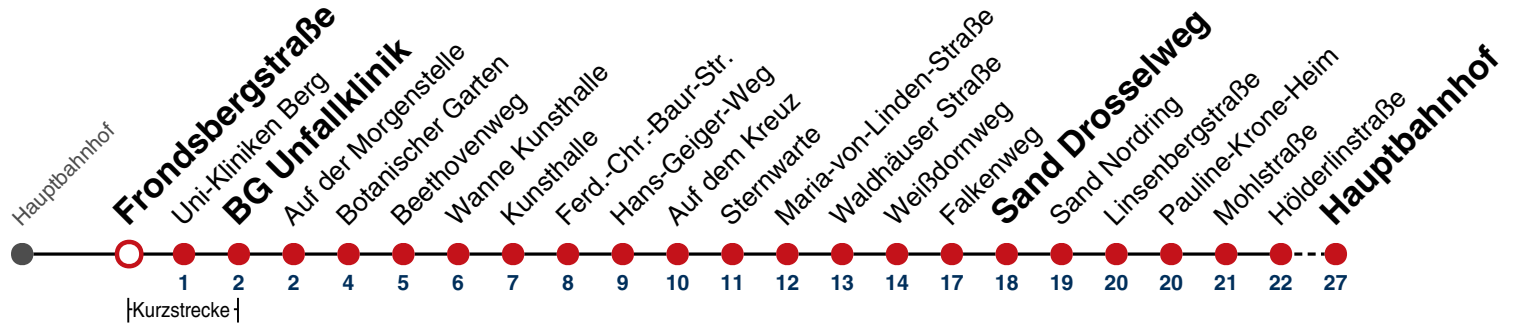 Hauptbahnhof
Frondsbergstraße
Uni-Kliniken Berg
BG Unfallklinik
Auf der Morgenstelle
Botanischer Garten
Beethovenweg
Wanne Kunsthalle
Kunsthalle
Ferd.-Chr.-Baur-Str.
Hans-Geiger-Weg
Auf dem Kreuz
Sternwarte
Maria-von-Linden-Straße
Waldhäuser Straße
Weißdornweg
Falkenweg
Sand Drosselweg
Sand Nordring
Linsenbergstraße
Pauline-Krone-Heim
Mohlstraße
Hölderlinstraße
Hauptbahnhof
1 2 2 4 5 6 7 8 9 10 11 12 13 14 17 18 19 20 20 21 22 27
Kurzstrecke